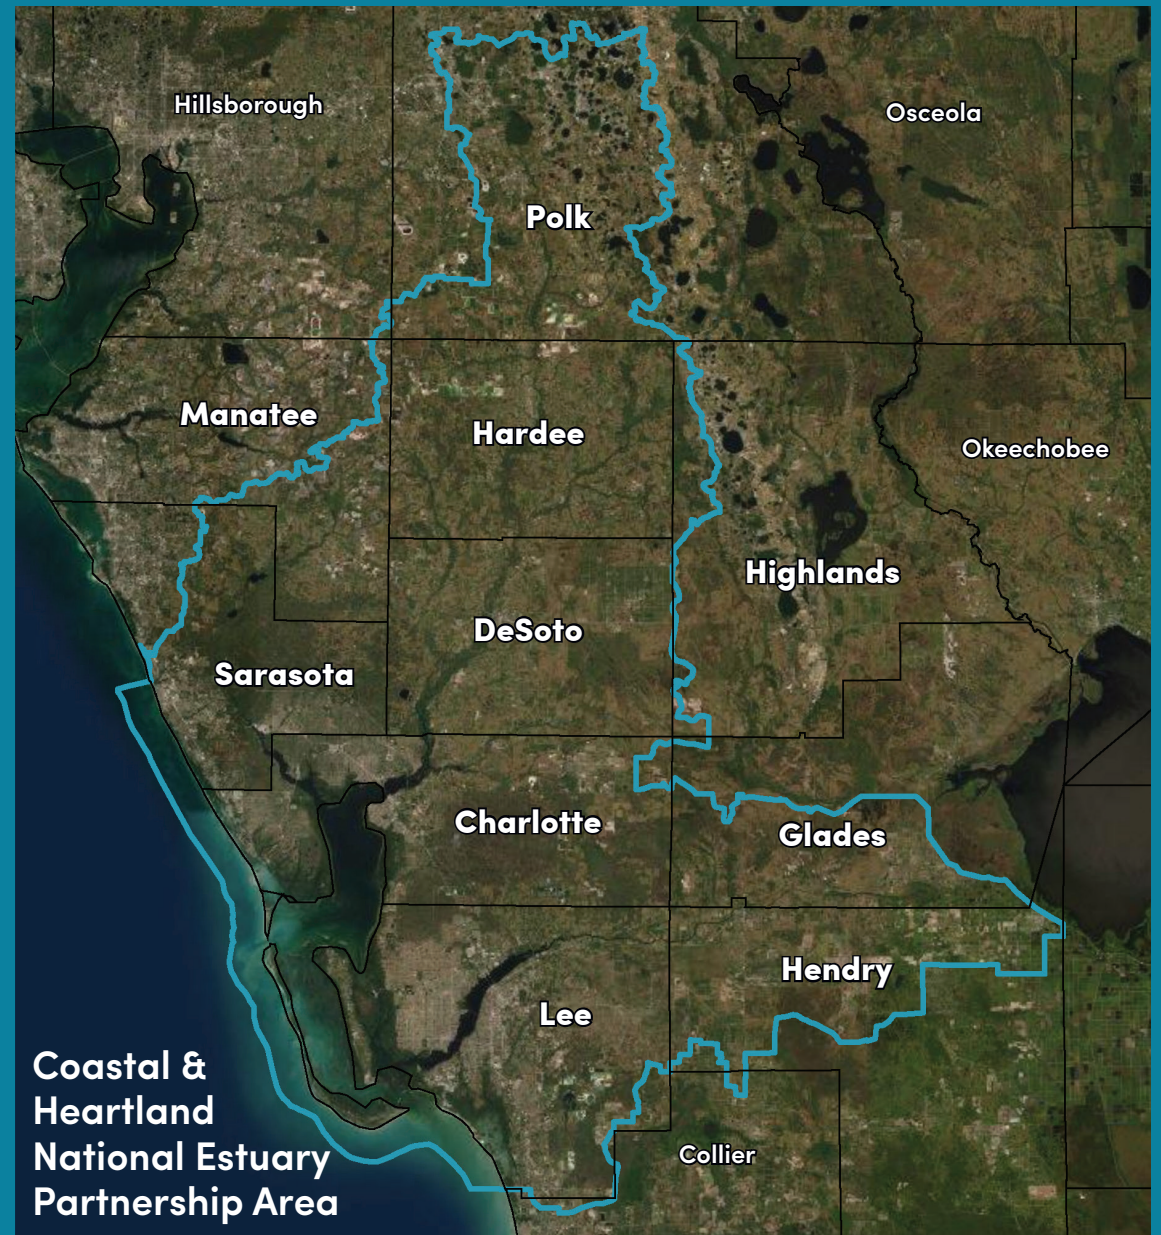 Hillsborough
Osceola
Polk
Manatee
Hardee
Okeechobee
Highlands
DeSoto
Sarasota
Charlotte
Glades
Hendry
Lee
Collier
Coastal &
Heartland
National Estuary
Partnership Area